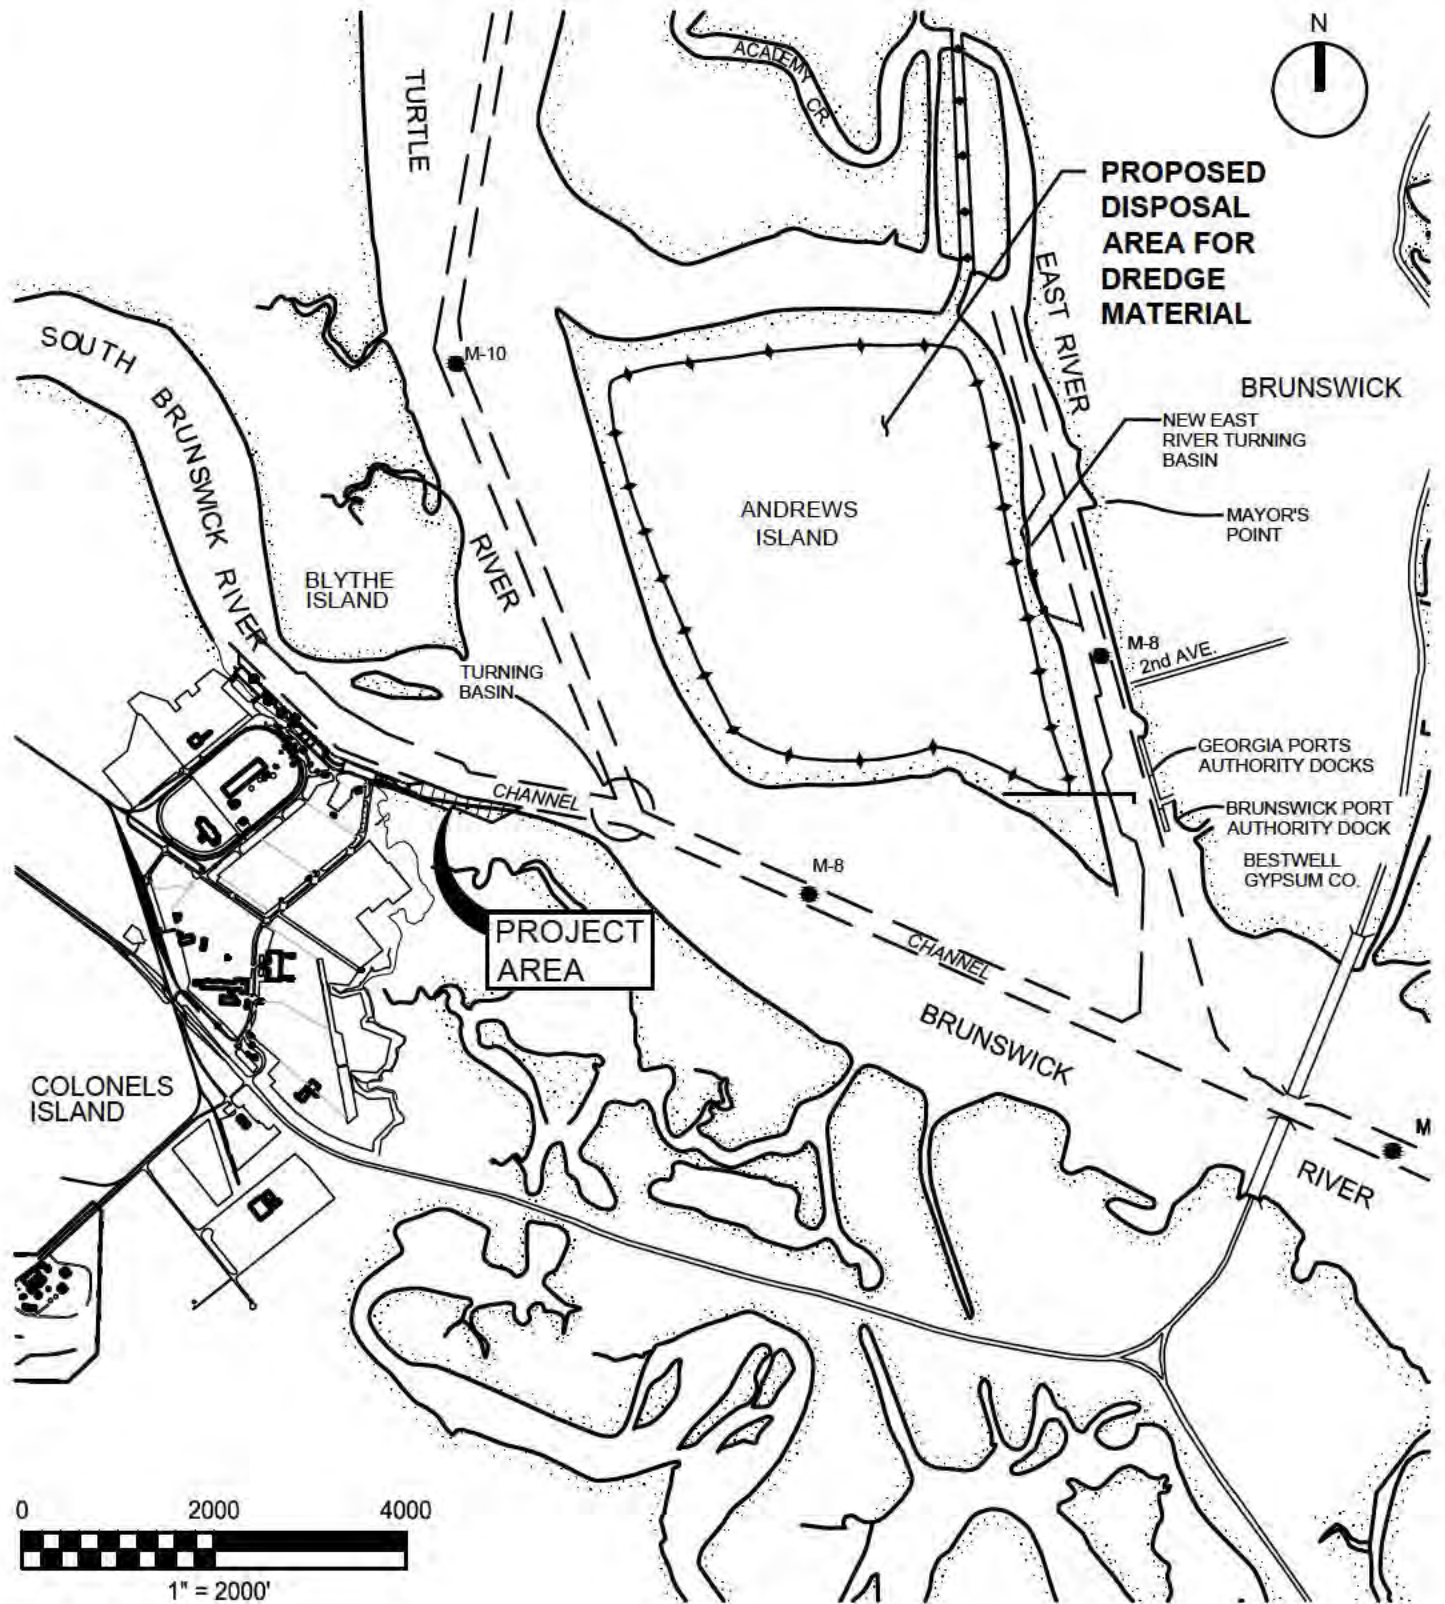 N
TURTLE
ACADEMY
CR.
PROPOSED
DISPOSAL
AREA FOR
DREDGE
MATERIAL
EAST RIVER
SOUTH BRUNSWICK RIVER
M-10
BRUNSWICK
NEW EAST
RIVER TURNING
BASIN
ANDREWS
ISLAND
MAYOR'S
POINT
RIVER
BLYTHE
ISLAND
M-8
2nd AVE.
TURNING
BASIN
GEORGIA PORTS
AUTHORITY DOCKS
CHANNEL
BRUNSWICK PORT
AUTHORITY DOCK
BESTWELL
GYPSUM CO.
M-8
PROJECT
AREA
CHANNEL
BRUNSWICK
COLONELS
ISLAND
M
RIVER
0 2000 4000
1" = 2000'